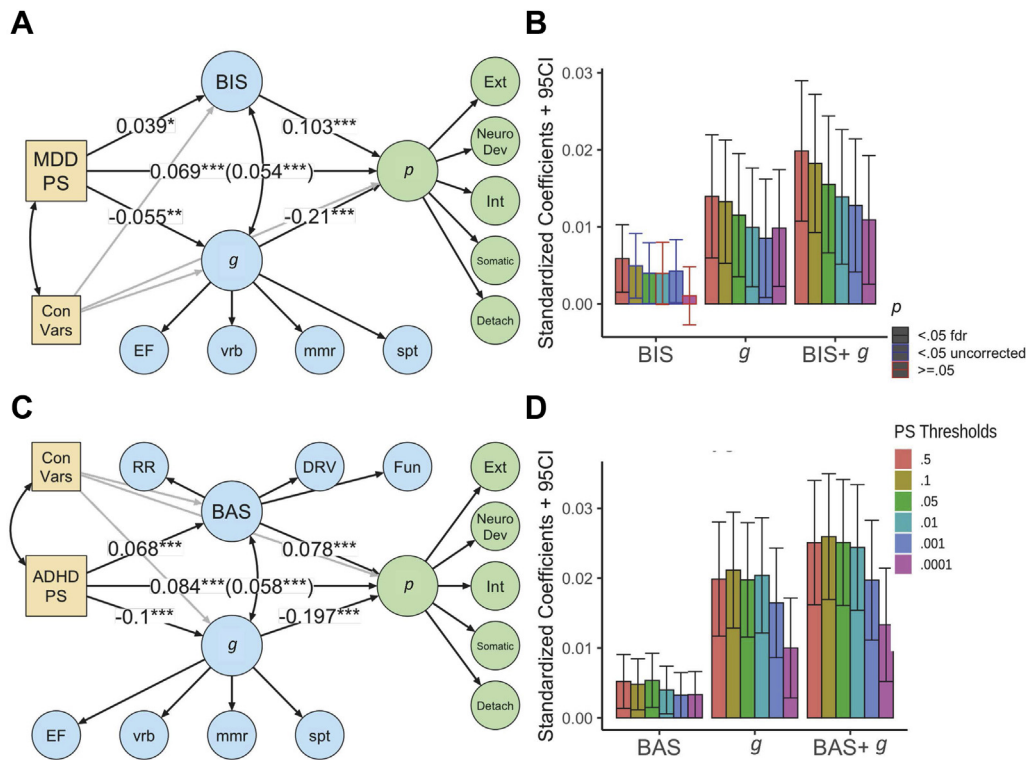 A
BIS
0.039*
0.103***
MDD
PS
0.069***(0.054***)
p
-0.055**
-0.21***
g
Con
Vars
EF
vrb
mmr
spt
Ext
Neuro
Dev
Int
Somatic
Detach
B
Standardized Coefficients + 95CI
0.03
0.02
0.01
0.00
BIS
g
BIS+ g
p
<.05 fdr
<.05 uncorrected
>=.05
C
Con
Vars
RR
DRV
Fun
BAS
0.068***
0.078***
ADHD
PS
0.084***(0.058***)
p
-0.1***
-0.197***
g
EF
vrb
mmr
spt
Ext
Neuro
Dev
Int
Somatic
Detach
D
Standardized Coefficients + 95CI
0.03
0.02
0.01
0.00
BAS
g
BAS+ g
PS Thresholds
.5
.1
.05
.01
.001
.0001